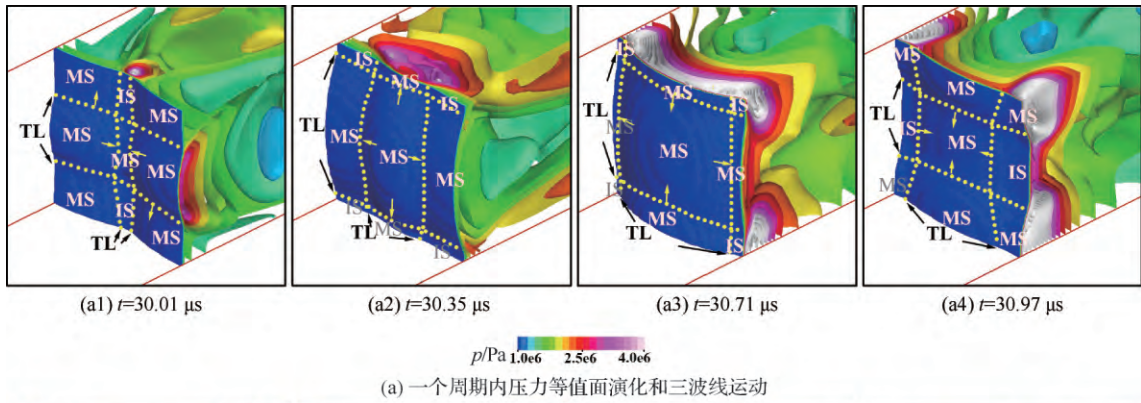 MS
IS
MS
TL
MS
MS
MS
MS
IS
MS
TL
(a1) t=30.01 μs
IS
MS
TL
IS
MS
MS
MS
IS
TL
MS
IS
(a2) t=30.35 μs
IS
MS
IS
TL
MS
MS
MS
IS
MS
IS
TL
(a3) t=30.71 μs
MS
IS
MS
MS
TL
IS
MS
IS
MS
MS
MS
TL
(a4) t=30.97 μs
p/Pa 1.0e6 2.5e6 4.0e6
(a) 一个周期内压力等值面演化和三波线运动